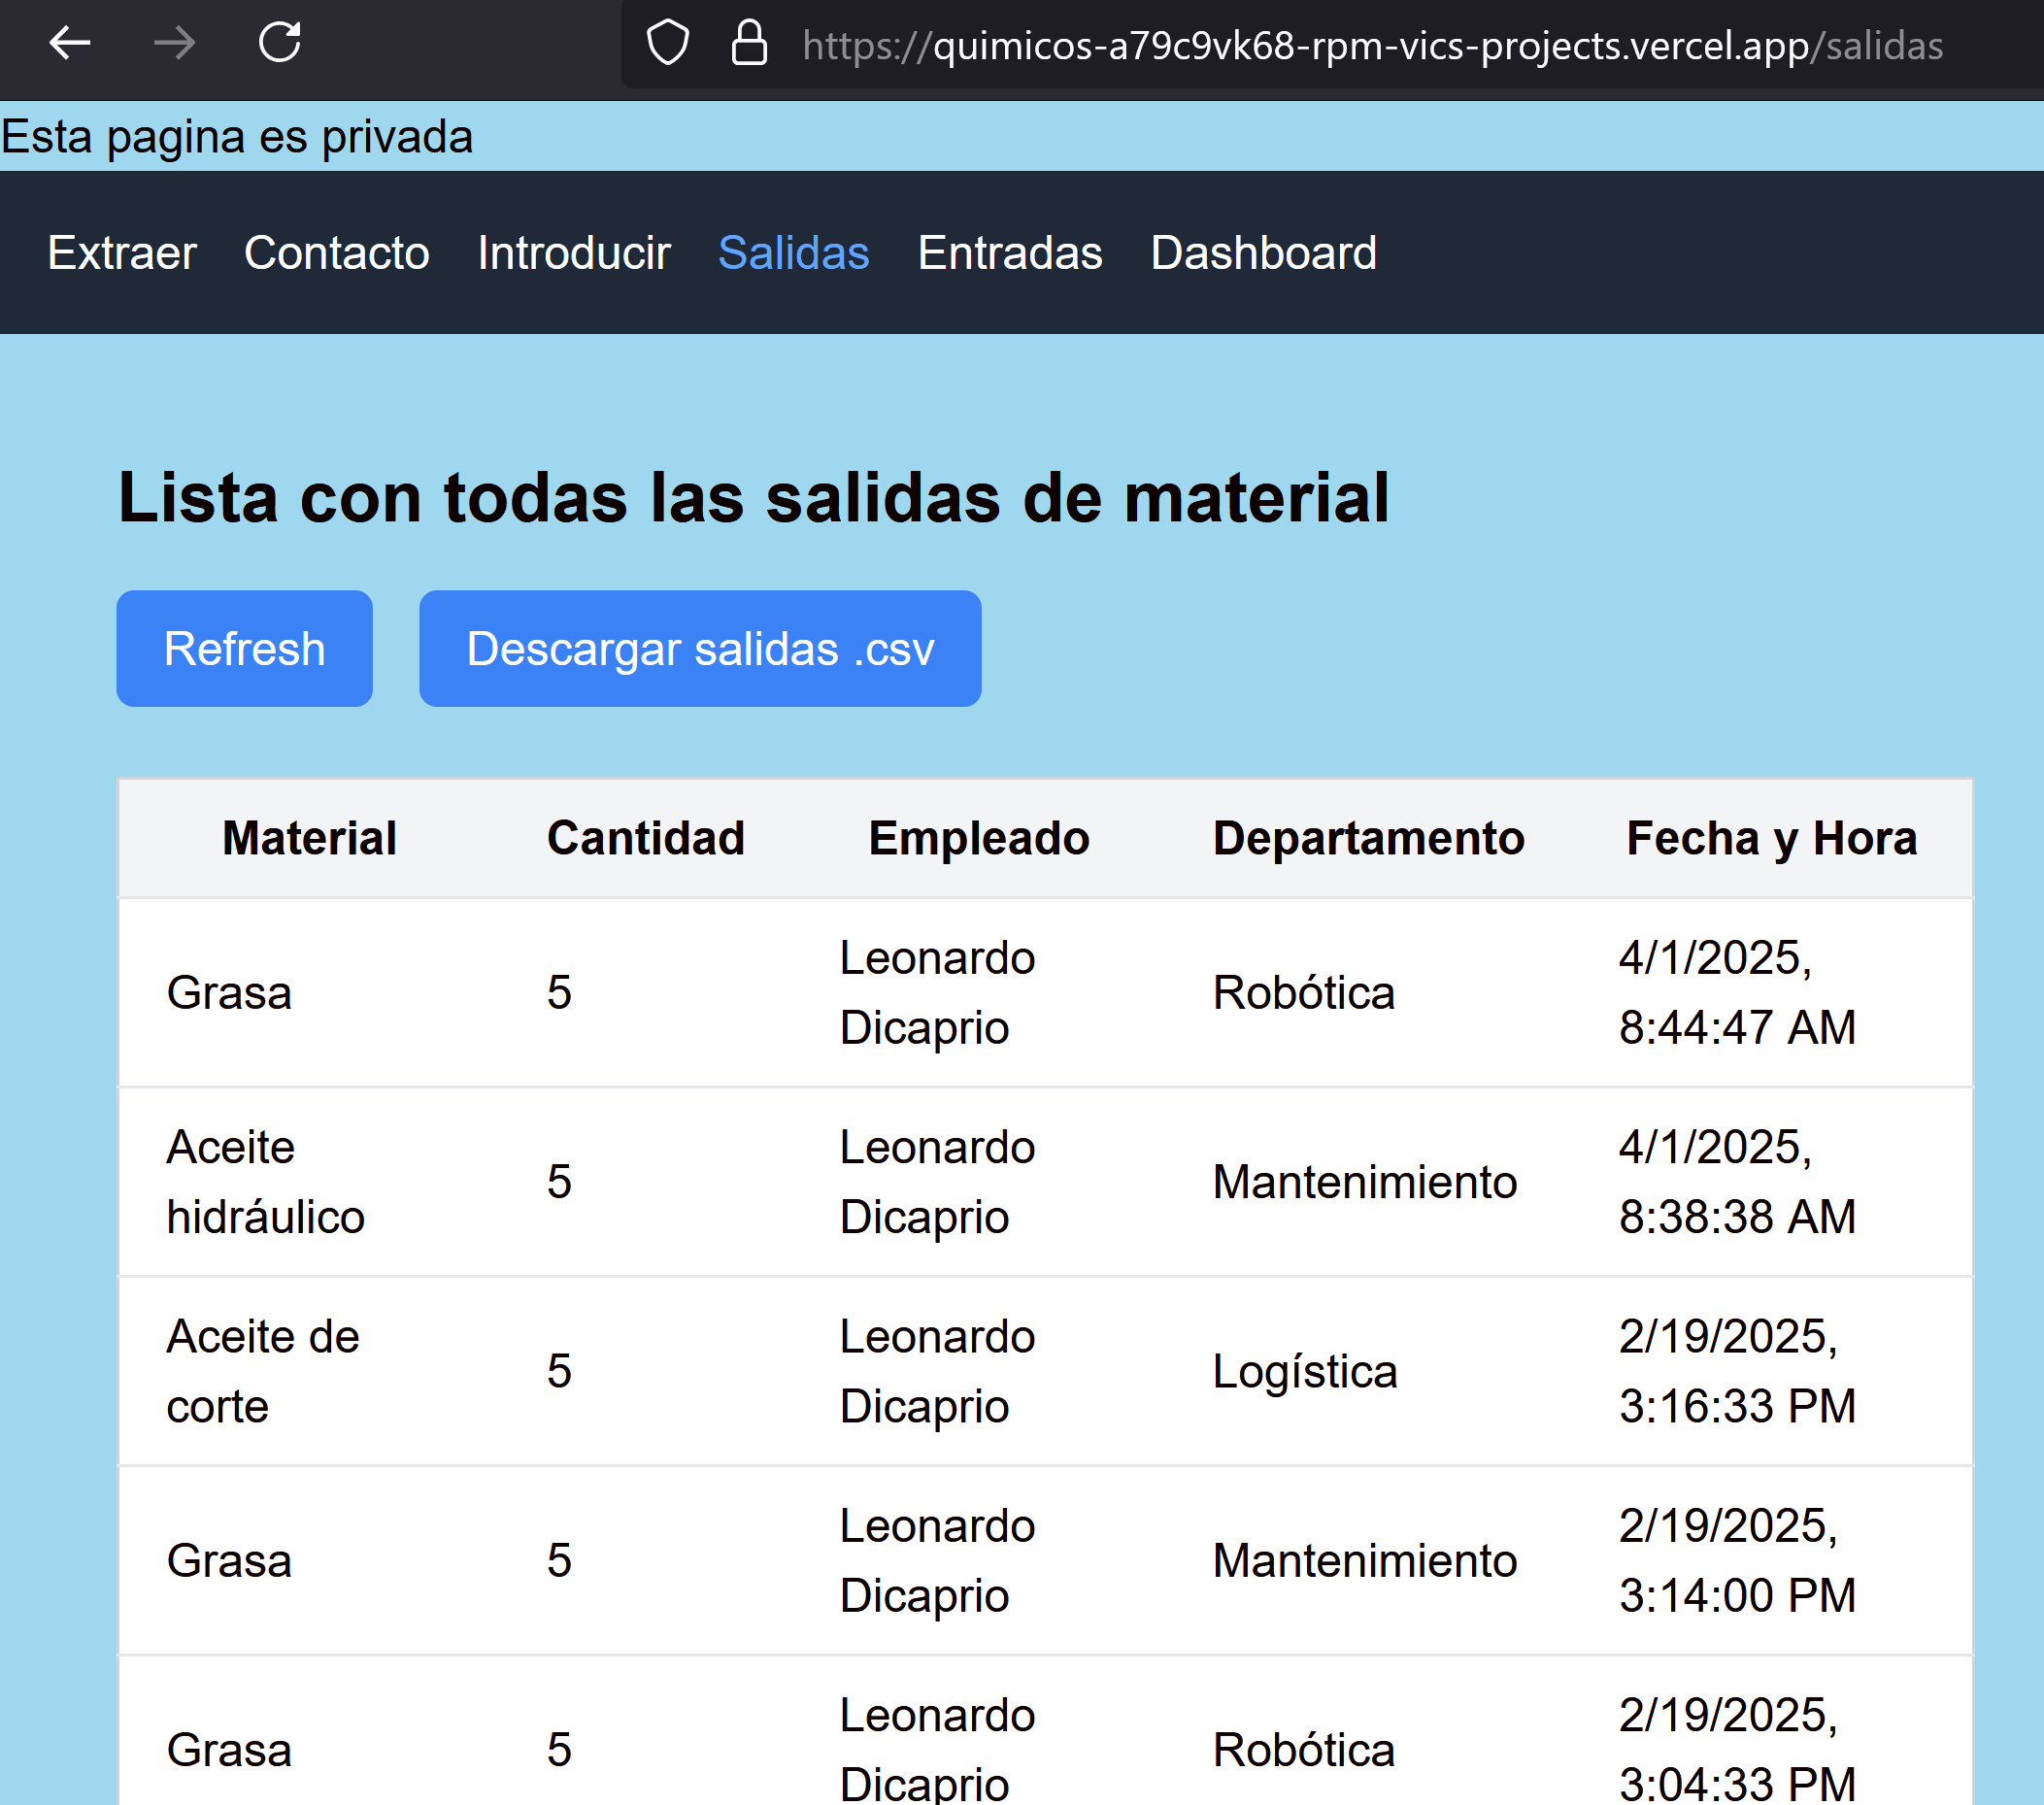 https://quimicos-a79c9vk68-rpm-vics-projects.vercel.app/salidas
Esta pagina es privada
Extraer Contacto Introducir Salidas Entradas Dashboard
Lista con todas las salidas de material
Refresh Descargar salidas .csv
Material Cantidad Empleado Departamento Fecha y Hora
Grasa 5 Leonardo Dicaprio Robótica 4/1/2025, 8:44:47 AM
Aceite hidráulico 5 Leonardo Dicaprio Mantenimiento 4/1/2025, 8:38:38 AM
Aceite de corte 5 Leonardo Dicaprio Logística 2/19/2025, 3:16:33 PM
Grasa 5 Leonardo Dicaprio Mantenimiento 2/19/2025, 3:14:00 PM
Grasa 5 Leonardo Dicaprio Robótica 2/19/2025, 3:04:33 PM